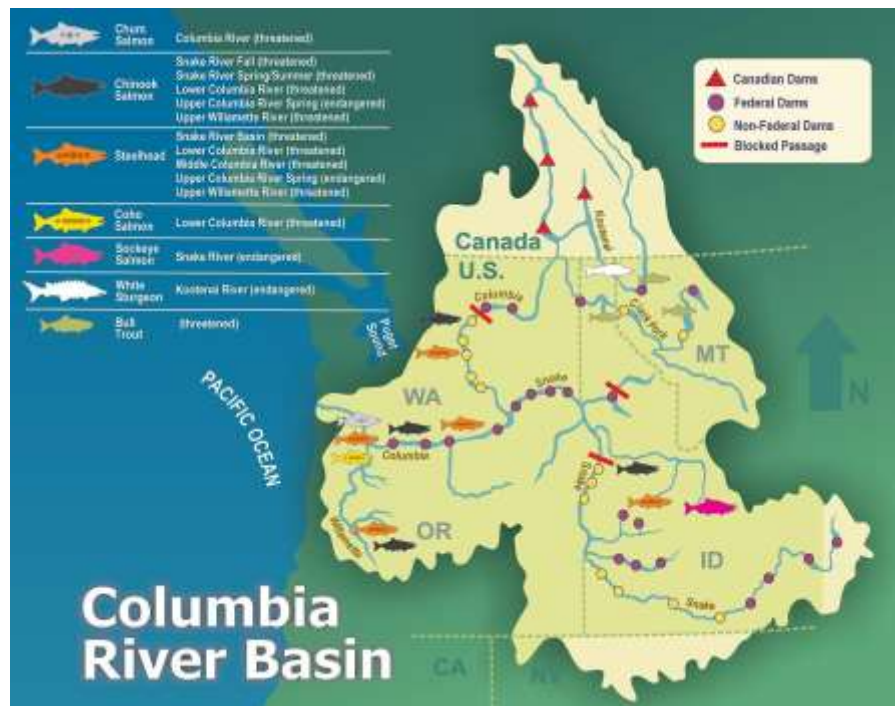 Chum
Salmon
Columbia River (threatened)
Chinook
Salmon
Snake River Fall (threatened)
Snake River Spring/Summer (threatened)
Lower Columbia River (threatened)
Upper Columbia River Spring (endangered)
Upper Willametta River (threatened)
Steelhead
Snake River Basin (threatened)
Lower Columbia River (threatened)
Middle Columbia River (threatened)
Upper Columbia River Spring (endangered)
Upper Willametta River (threatened)
Coho
Salmon
Lower Columbia River (threatened)
Sockeye
Salmon
Snake River (endangered)
White
Sturgeon
Kootenai River (endangered)
Bull
Trout
(threatened)
Canadian Dams
Federal Dams
Non-Federal Dams
Blocked Passage
Kootenai
Canada
U.S.
Columbia
Clark Fork
Puget
Sound
MT
N
PACIFIC OCEAN
WA
Snake
Columbia
Snake
Willamette
OR
ID
Snake
Columbia
River Basin
CA
NV